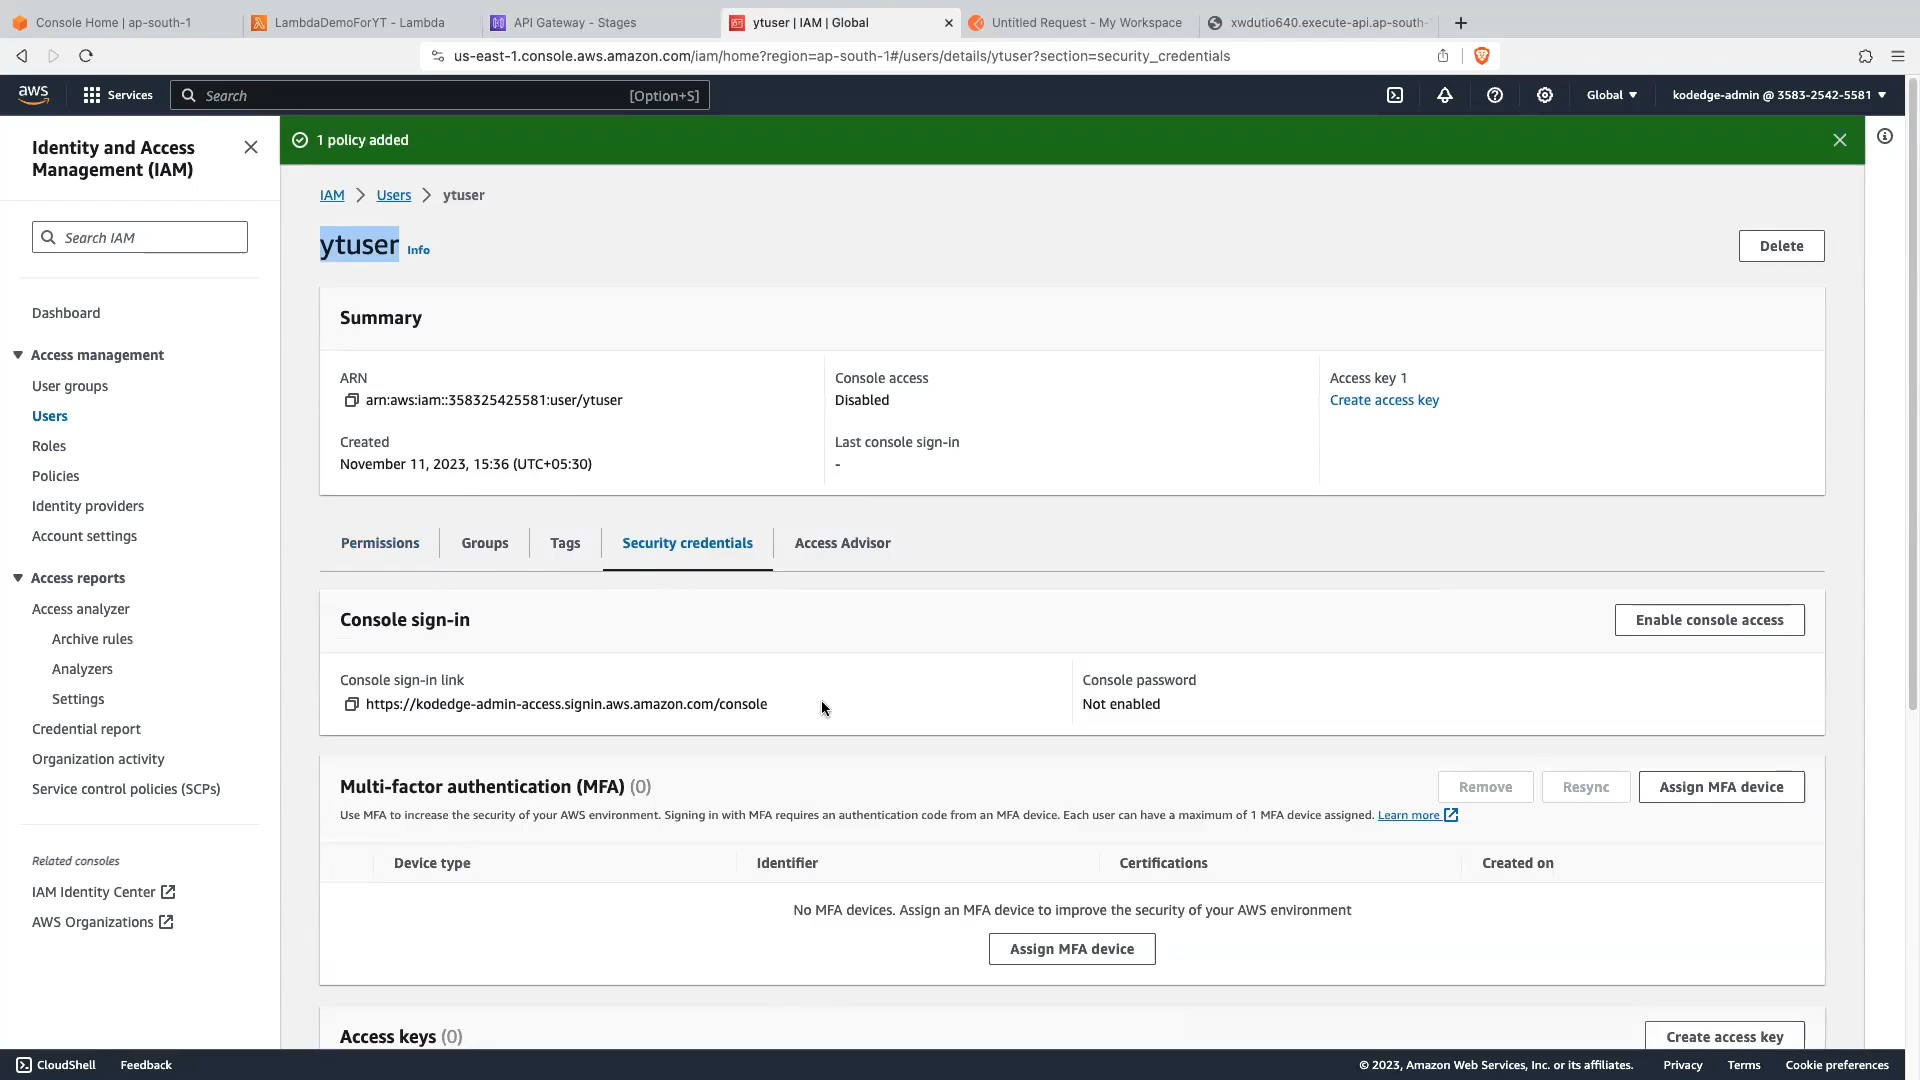 Console Home | ap-south-1
LambdaDemoForYT - Lambda
API Gateway - Stages
ytuser | IAM | Global
Untitled Request - My Workspace
xwdutio640.execute-api.ap-south-
us-east-1.console.aws.amazon.com/iam/home?region=ap-south-1#/users/details/ytuser?section=security_credentials
aws
Services
Search
[Option+S]
Global
kodedge-admin @ 3583-2542-5581
Identity and Access
Management (IAM)
Search IAM
Dashboard
Access management
User groups
Users
Roles
Policies
Identity providers
Account settings
Access reports
Access analyzer
Archive rules
Analyzers
Settings
Credential report
Organization activity
Service control policies (SCPs)
Related consoles
IAM Identity Center
AWS Organizations
1 policy added
IAM > Users > ytuser
ytuser Info
Delete
Summary
ARN
arn:aws:iam::358325425581:user/ytuser
Created
November 11, 2023, 15:36 (UTC+05:30)
Console access
Disabled
Last console sign-in
-
Access key 1
Create access key
Permissions
Groups
Tags
Security credentials
Access Advisor
Console sign-in
Enable console access
Console sign-in link
https://kodedge-admin-access.signin.aws.amazon.com/console
Console password
Not enabled
Multi-factor authentication (MFA) (0)
Remove
Resync
Assign MFA device
Use MFA to increase the security of your AWS environment. Signing in with MFA requires an authentication code from an MFA device. Each user can have a maximum of 1 MFA device assigned. Learn more
Device type
Identifier
Certifications
Created on
No MFA devices. Assign an MFA device to improve the security of your AWS environment
Assign MFA device
Access keys (0)
Create access key
CloudShell
Feedback
© 2023, Amazon Web Services, Inc. or its affiliates.
Privacy
Terms
Cookie preferences